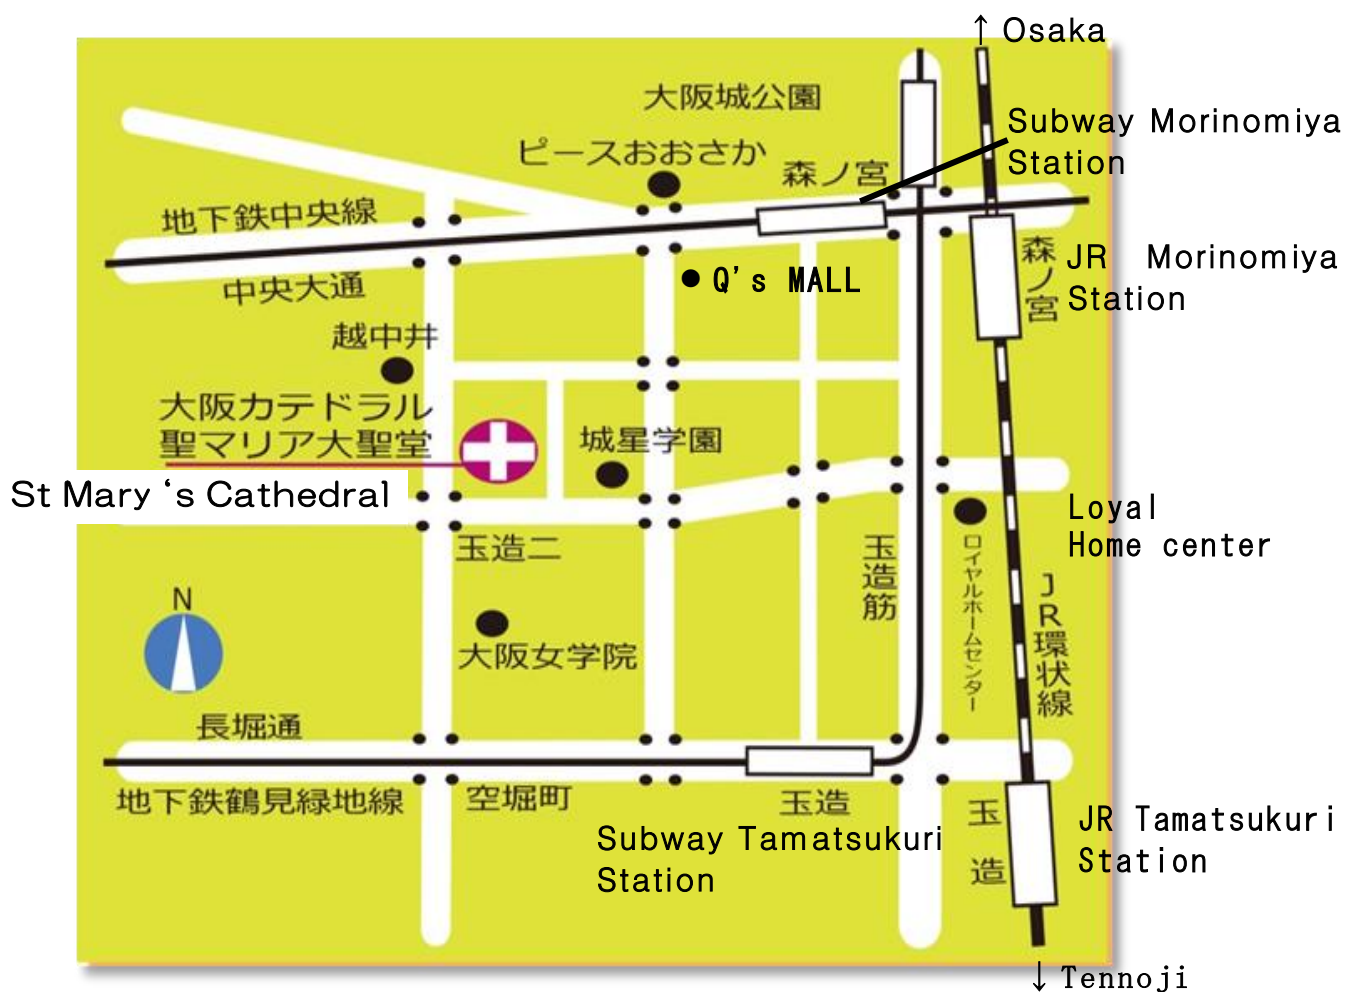 ↑ Osaka
大阪城公園
Subway Morinomiya
Station
ピースおおさか
森ノ宮
地下鉄中央線
中央大通
● Q's MALL
森ノ宮
JR Morinomiya
Station
越中井
大阪カテドラル
聖マリア大聖堂
城星学園
St Mary ‘s Cathedral
Loyal
Home center
玉造二
玉造筋
ロイヤルホームセンター
JR環状線
N
大阪女学院
長堀通
地下鉄鶴見緑地線
空堀町
玉造
玉造
JR Tamatsukuri
Station
Subway Tamatsukuri
Station
↓ Tennoji